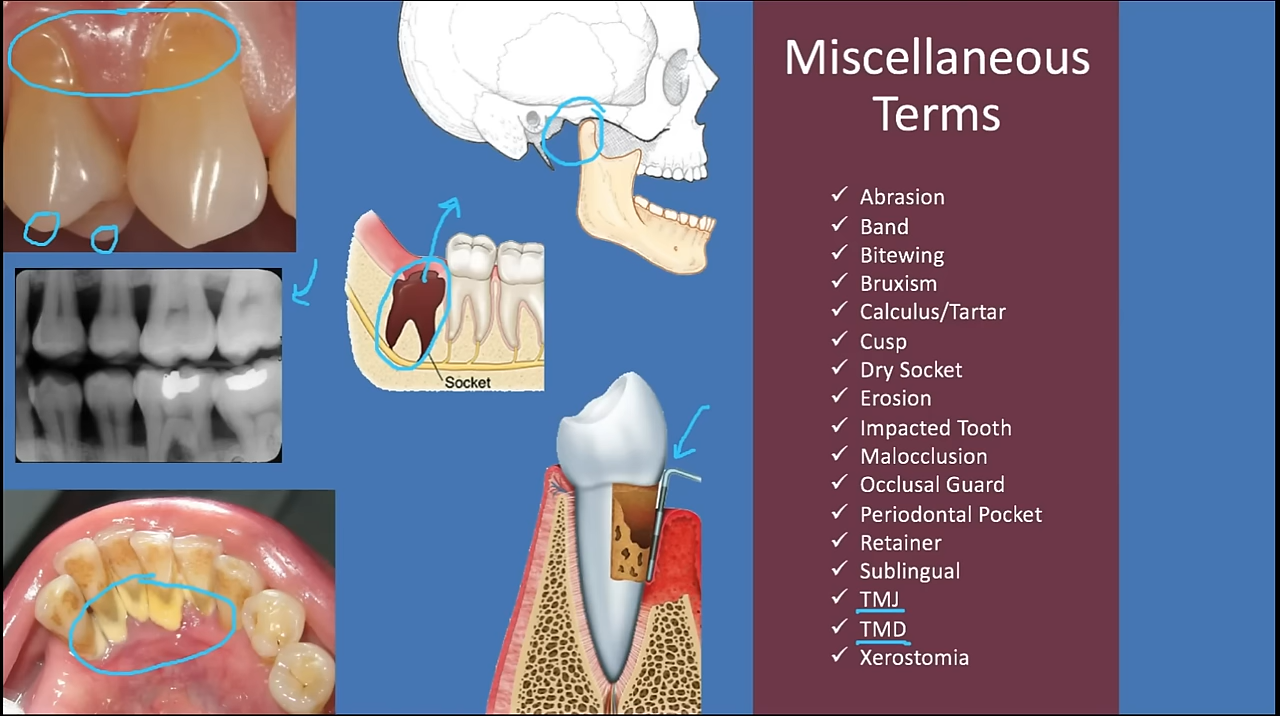 Miscellaneous
Terms
✓ Abrasion
✓ Band
✓ Bitewing
✓ Bruxism
✓ Calculus/Tartar
✓ Cusp
✓ Dry Socket
✓ Erosion
✓ Impacted Tooth
✓ Malocclusion
✓ Occlusal Guard
✓ Periodontal Pocket
✓ Retainer
✓ Sublingual
✓ TMJ
✓ TMD
✓ Xerostomia
Socket